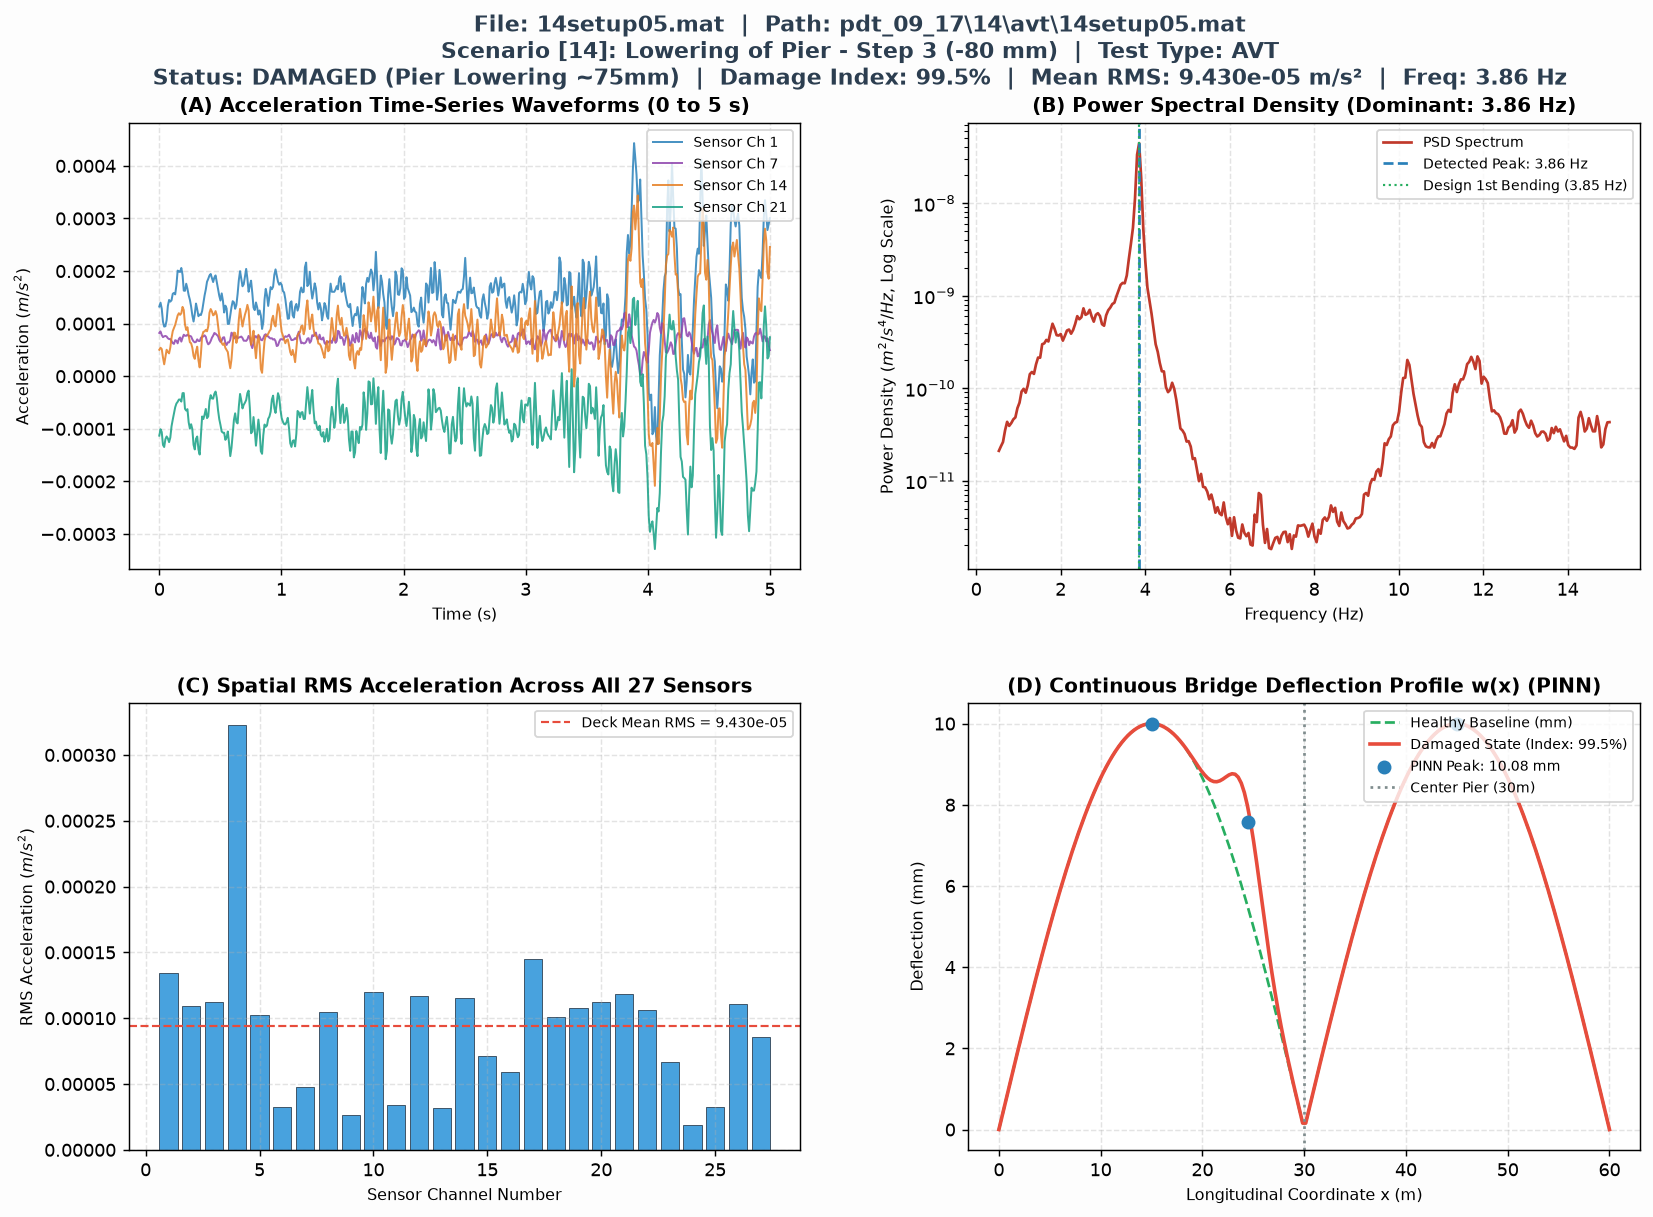 File: 14setup05.mat | Path: pdt_09_17\14\avt\14setup05.mat
Scenario [14]: Lowering of Pier - Step 3 (-80 mm) | Test Type: AVT
Status: DAMAGED (Pier Lowering ~75mm) | Damage Index: 99.5% | Mean RMS: 9.430e-05 m/s² | Freq: 3.86 Hz
(A) Acceleration Time-Series Waveforms (0 to 5 s)
Acceleration (m/s²)
0.0004
0.0003
0.0002
0.0001
0.0000
−0.0001
−0.0002
−0.0003
Sensor Ch 1
Sensor Ch 7
Sensor Ch 14
Sensor Ch 21
0 1 2 3 4 5
Time (s)
(B) Power Spectral Density (Dominant: 3.86 Hz)
Power Density (m²/s⁴/Hz, Log Scale)
10⁻⁸
10⁻⁹
10⁻¹⁰
10⁻¹¹
PSD Spectrum
Detected Peak: 3.86 Hz
Design 1st Bending (3.85 Hz)
0 2 4 6 8 10 12 14
Frequency (Hz)
(C) Spatial RMS Acceleration Across All 27 Sensors
RMS Acceleration (m/s²)
0.00030
0.00025
0.00020
0.00015
0.00010
0.00005
0.00000
Deck Mean RMS = 9.430e-05
0 5 10 15 20 25
Sensor Channel Number
(D) Continuous Bridge Deflection Profile w(x) (PINN)
Deflection (mm)
10
8
6
4
2
0
Healthy Baseline (mm)
Damaged State (Index: 99.5%)
PINN Peak: 10.08 mm
Center Pier (30m)
0 10 20 30 40 50 60
Longitudinal Coordinate x (m)